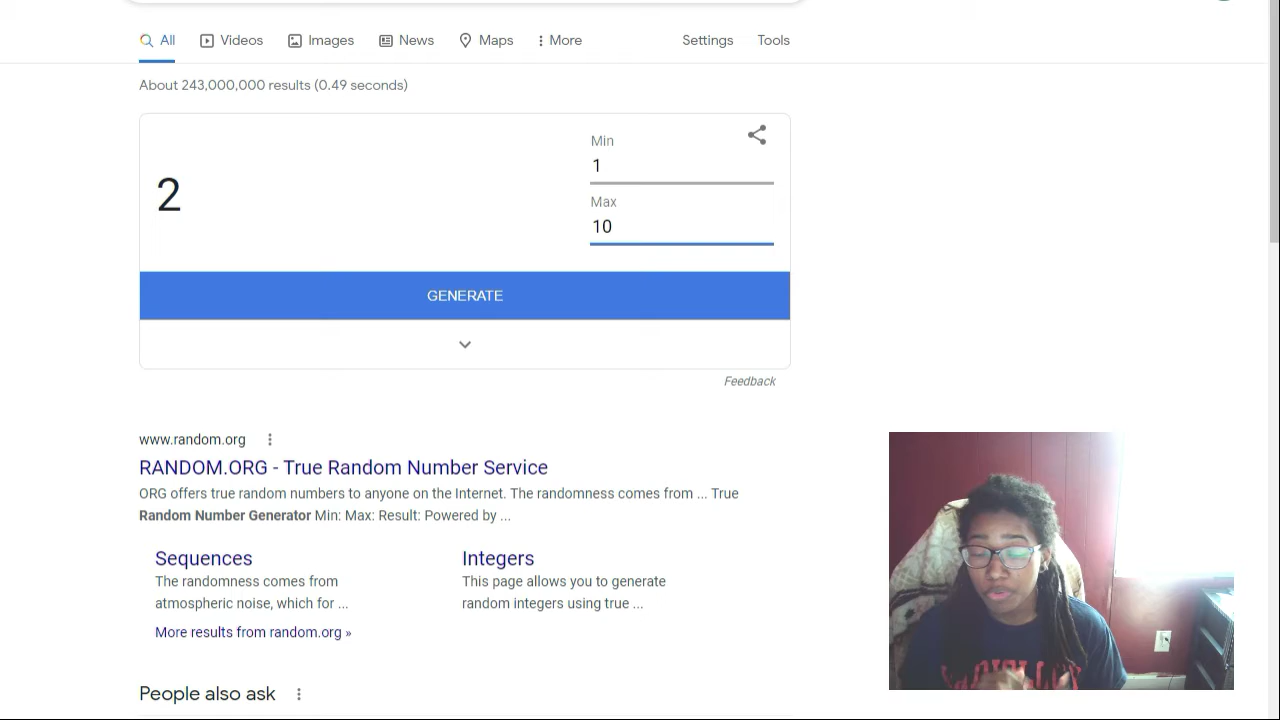 All Videos Images News Maps More Settings Tools
About 243,000,000 results (0.49 seconds)
Min
1
2
Max
10
GENERATE
Feedback
www.random.org
RANDOM.ORG - True Random Number Service
ORG offers true random numbers to anyone on the Internet. The randomness comes from ... True
Random Number Generator Min: Max: Result: Powered by ...
Sequences
The randomness comes from
atmospheric noise, which for ...
Integers
This page allows you to generate
random integers using true ...
More results from random.org »
People also ask